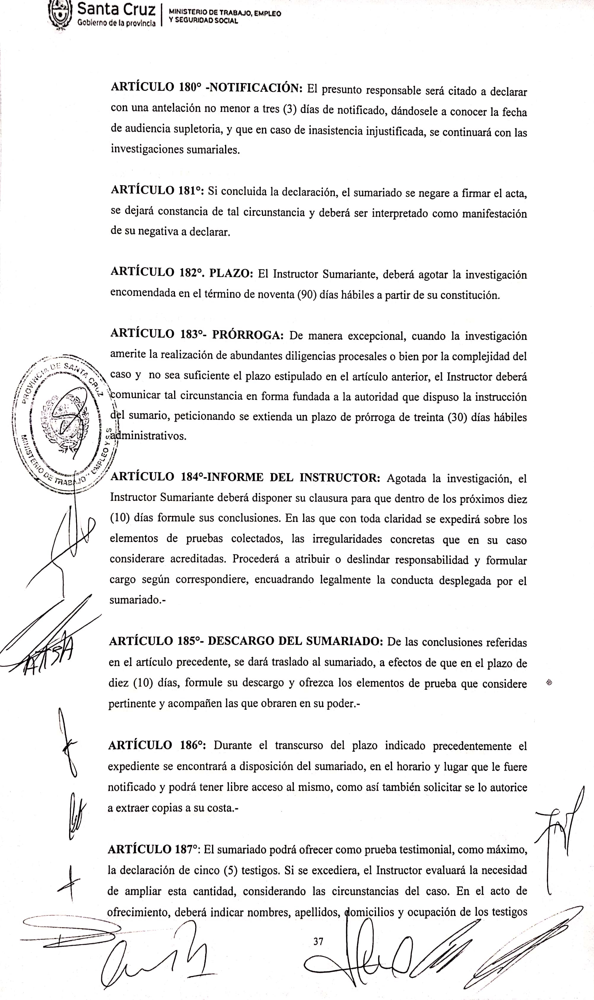 Santa Cruz
Gobierno de la provincia
MINISTERIO DE TRABAJO, EMPLEO
Y SEGURIDAD SOCIAL
ARTÍCULO 180° -NOTIFICACIÓN: El presunto responsable será citado a declarar
con una antelación no menor a tres (3) días de notificado, dándosele a conocer la fecha
de audiencia supletoria, y que en caso de inasistencia injustificada, se continuará con las
investigaciones sumariales.
ARTÍCULO 181°: Si concluida la declaración, el sumariado se negare a firmar el acta,
se dejará constancia de tal circunstancia y deberá ser interpretado como manifestación
de su negativa a declarar.
ARTÍCULO 182°. PLAZO: El Instructor Sumariante, deberá agotar la investigación
encomendada en el término de noventa (90) días hábiles a partir de su constitución.
ARTÍCULO 183°- PRÓRROGA: De manera excepcional, cuando la investigación
amerite la realización de abundantes diligencias procesales o bien por la complejidad del
caso y no sea suficiente el plazo estipulado en el artículo anterior, el Instructor deberá
comunicar tal circunstancia en forma fundada a la autoridad que dispuso la instrucción
del sumario, peticionando se extienda un plazo de prórroga de treinta (30) días hábiles
administrativos.
PROVINCIA DE SANTA CRUZ
MINISTERIO DE TRABAJO EMPLEO Y S.S
ARTÍCULO 184°-INFORME DEL INSTRUCTOR: Agotada la investigación, el
Instructor Sumariante deberá disponer su clausura para que dentro de los próximos diez
(10) días formule sus conclusiones. En las que con toda claridad se expedirá sobre los
elementos de pruebas colectados, las irregularidades concretas que en su caso
considerare acreditadas. Procederá a atribuir o deslindar responsabilidad y formular
cargo según correspondiere, encuadrando legalmente la conducta desplegada por el
sumariado.-
ARTÍCULO 185°- DESCARGO DEL SUMARIADO: De las conclusiones referidas
en el artículo precedente, se dará traslado al sumariado, a efectos de que en el plazo de
diez (10) días, formule su descargo y ofrezca los elementos de prueba que considere
pertinente y acompañen las que obraren en su poder.-
ARTÍCULO 186°: Durante el transcurso del plazo indicado precedentemente el
expediente se encontrará a disposición del sumariado, en el horario y lugar que le fuere
notificado y podrá tener libre acceso al mismo, como así también solicitar se lo autorice
a extraer copias a su costa.-
ARTÍCULO 187°: El sumariado podrá ofrecer como prueba testimonial, como máximo,
la declaración de cinco (5) testigos. Si se excediera, el Instructor evaluará la necesidad
de ampliar esta cantidad, considerando las circunstancias del caso. En el acto de
ofrecimiento, deberá indicar nombres, apellidos, domicilios y ocupación de los testigos
37